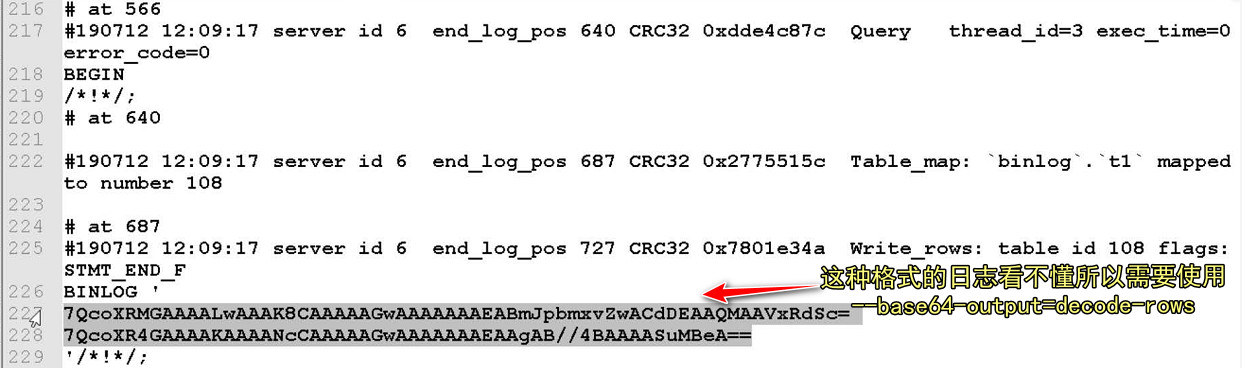 216 # at 566
217 #190712 12:09:17 server id 6  end_log_pos 640 CRC32 0xdde4c87c  Query   thread_id=3 exec_time=0
error_code=0
218 BEGIN
219 /*!*/;
220 # at 640
221
222 #190712 12:09:17 server id 6  end_log_pos 687 CRC32 0x2775515c  Table_map: `binlog`.`t1` mapped
to number 108
223
224 # at 687
225 #190712 12:09:17 server id 6  end_log_pos 727 CRC32 0x7801e34a  Write_rows: table id 108 flags:
STMT_END_F
这种格式的日志看不懂所以需要使用
226 BINLOG '
--base64-output=decode-rows
227 7QcoXRMGAAAALwAAAK8CAAAAAGwAAAAAAAEABmJpbmxvZwACdDEAAQMAAVxRdSc=
228 7QcoXR4GAAAAKAAAANcCAAAAAGwAAAAAAAEAAgAB//4BAAAASuMBeA==
229 '/*!*/;